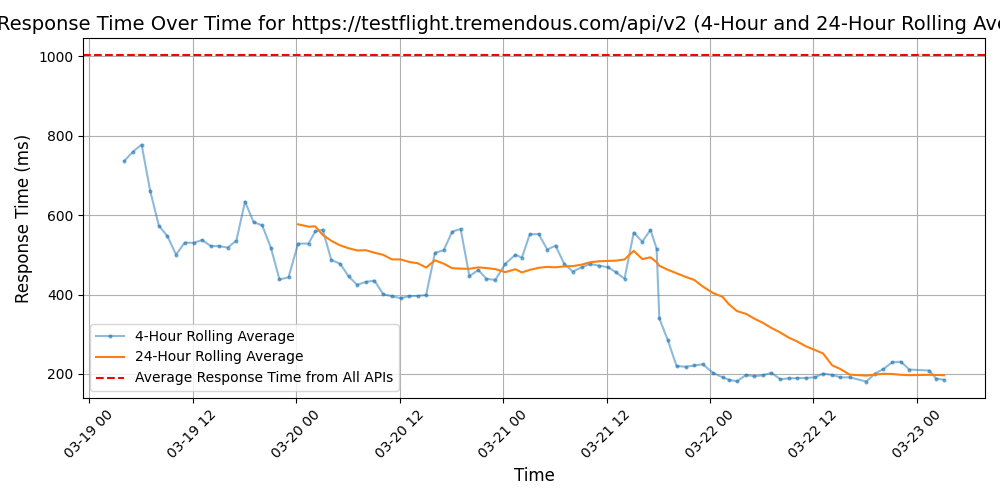 Response Time Over Time for https://testflight.tremendous.com/api/v2 (4-Hour and 24-Hour Rolling Ave
Response Time (ms)
1000
800
600
400
200
4-Hour Rolling Average
24-Hour Rolling Average
Average Response Time from All APIs
03-19 00
03-19 12
03-20 00
03-20 12
03-21 00
03-21 12
03-22 00
03-22 12
03-23 00
Time